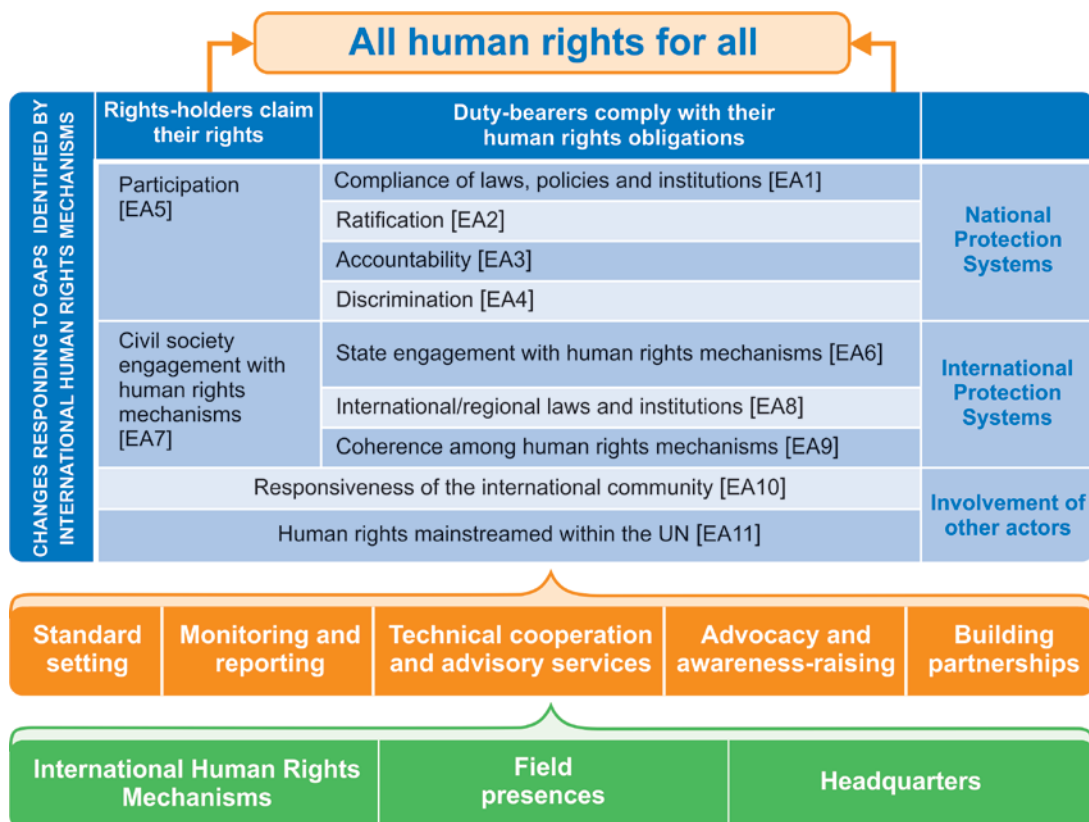 All human rights for all
CHANGES RESPONDING TO GAPS IDENTIFIED BY
INTERNATIONAL HUMAN RIGHTS MECHANISMS
Rights-holders claim
their rights
Duty-bearers comply with their
human rights obligations
Participation
[EA5]
Compliance of laws, policies and institutions [EA1]
Ratification [EA2]
Accountability [EA3]
Discrimination [EA4]
National
Protection
Systems
Civil society
engagement with
human rights
mechanisms
[EA7]
State engagement with human rights mechanisms [EA6]
International/regional laws and institutions [EA8]
Coherence among human rights mechanisms [EA9]
International
Protection
Systems
Responsiveness of the international community [EA10]
Human rights mainstreamed within the UN [EA11]
Involvement of
other actors
Standard
setting
Monitoring and
reporting
Technical cooperation
and advisory services
Advocacy and
awareness-raising
Building
partnerships
International Human Rights
Mechanisms
Field
presences
Headquarters